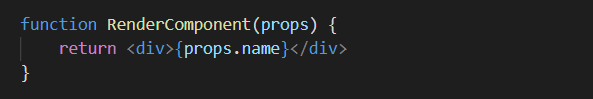 function RenderComponent(props) {
    return <div>{props.name}</div>
}